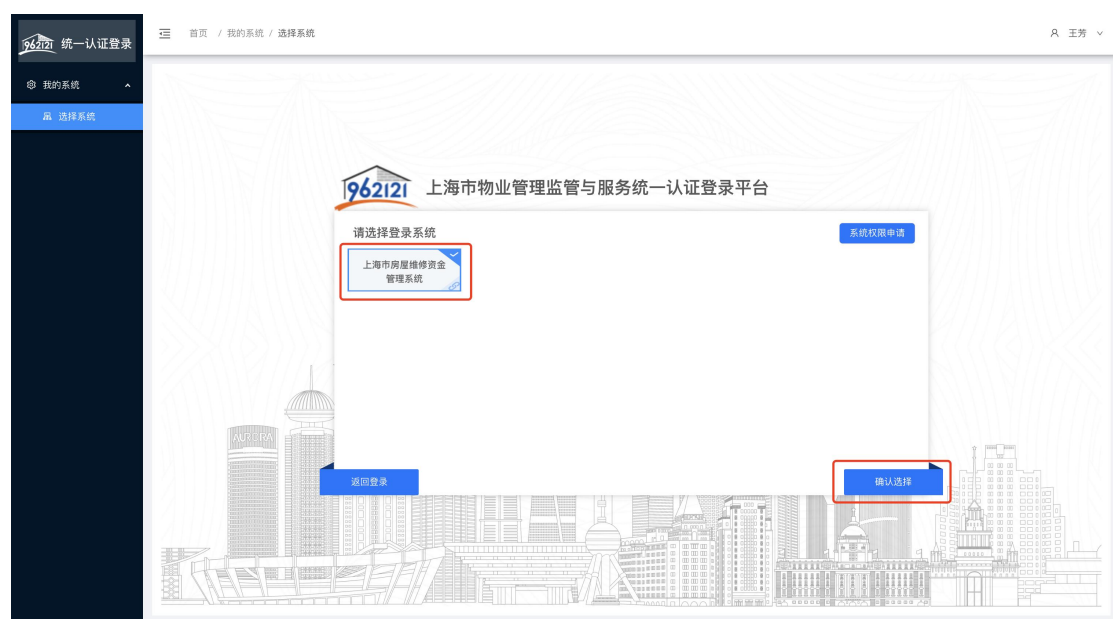 962121 统一认证登录
首页 / 我的系统 / 选择系统
王芳
我的系统
选择系统
962121 上海市物业管理监管与服务统一认证登录平台
请选择登录系统
系统权限申请
上海市房屋维修资金
管理系统
AURORA
返回登录
确认选择